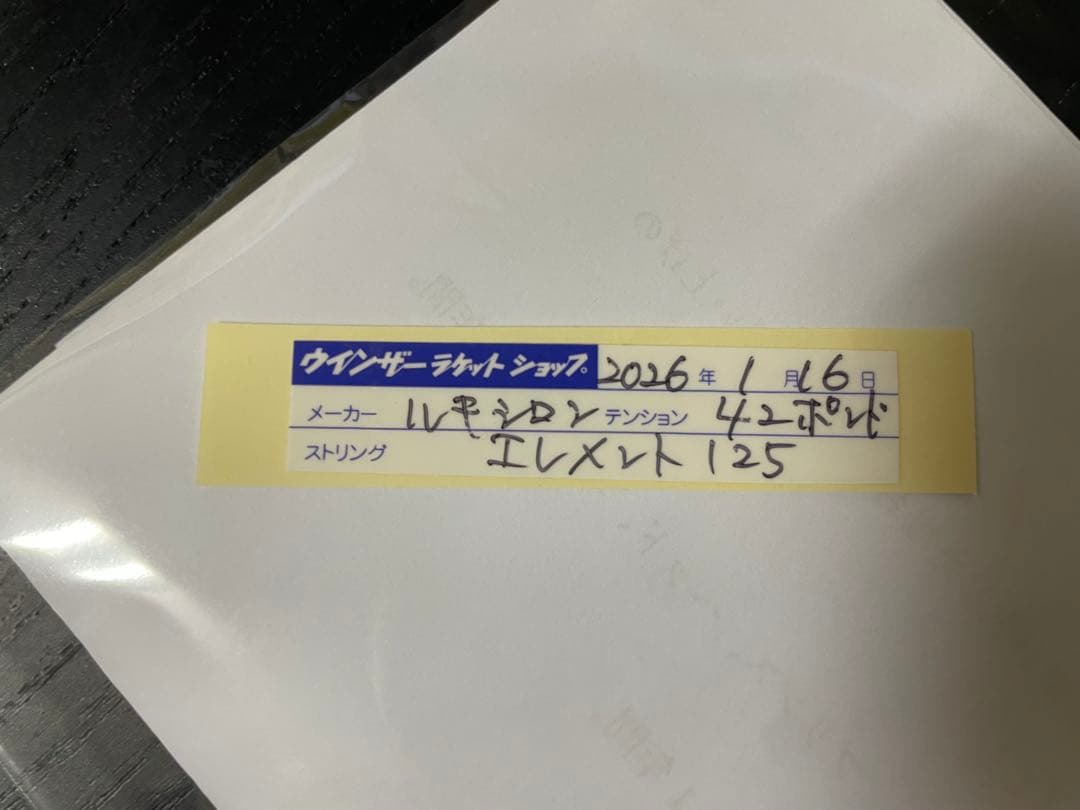 ウインザーラケットショップ。 2026年 1月16日
メーカー ルキシロン テンション 42ポンド
ストリング エレメント 125